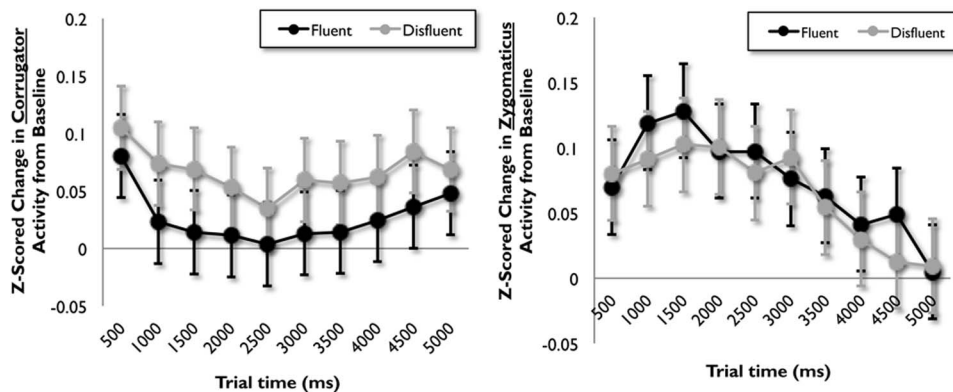 Z-Scored Change in Corrugator
Activity from Baseline
0.2
0.15
0.1
0.05
0
-0.05
Fluent Disfluent
500 1000 1500 2000 2500 3000 3500 4000 4500 5000
Trial time (ms)
Z-Scored Change in Zygomaticus
Activity from Baseline
0.2
0.15
0.1
0.05
0
-0.05
Fluent Disfluent
500 1000 1500 2000 2500 3000 3500 4000 4500 5000
Trial time (ms)